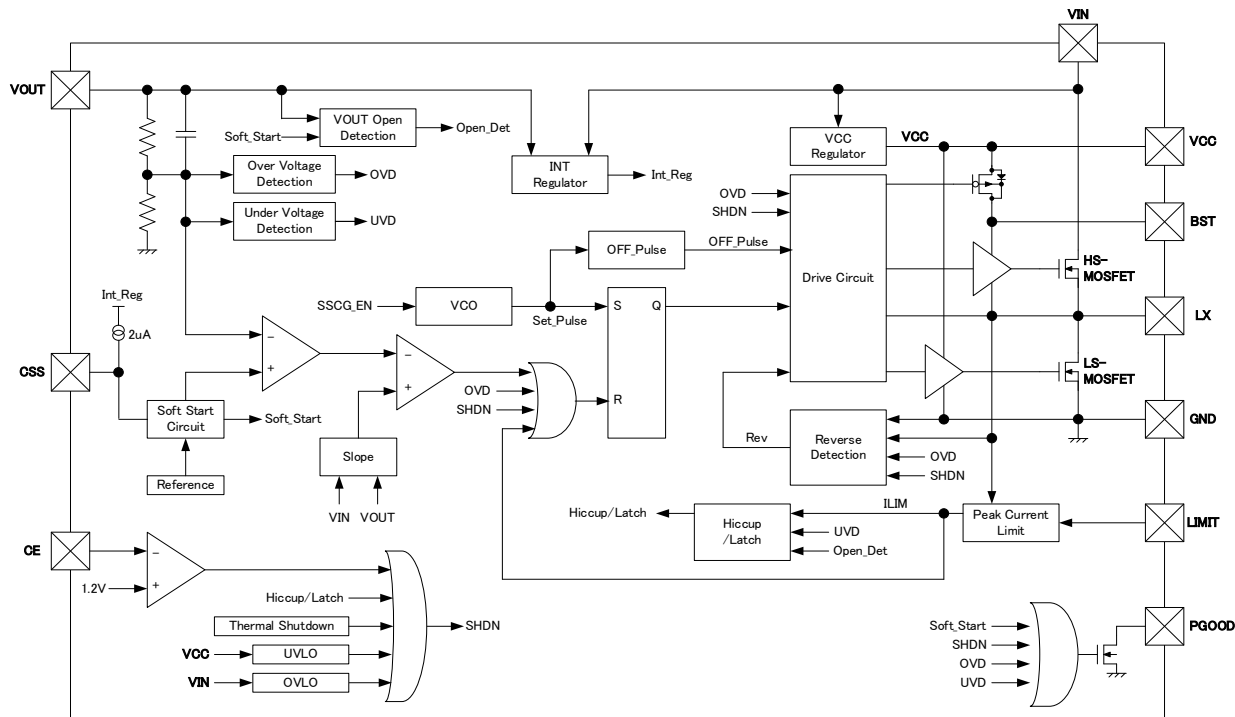 VIN
VOUT
VOUT Open
Detection
Soft_Start
Open_Det
Over Voltage
Detection
OVD
Under Voltage
Detection
UVD
INT
Regulator
Int_Reg
VCC
Regulator
VCC
VCC
BST
OVD
SHDN
Drive Circuit
HS-
MOSFET
LX
LS-
MOSFET
GND
OFF_Pulse
OFF_Pulse
SSCG_EN
VCO
Set_Pulse
S
Q
R
Int_Reg
2uA
CSS
−
+
−
+
OVD
SHDN
Soft Start
Circuit
Soft_Start
Reference
Slope
VIN
VOUT
Rev
Reverse
Detection
OVD
SHDN
Hiccup/Latch
Hiccup
/Latch
ILIM
UVD
Open_Det
Peak Current
Limit
LIMIT
CE
−
+
1.2V
Hiccup/Latch
Thermal Shutdown
VCC
UVLO
VIN
OVLO
SHDN
Soft_Start
SHDN
OVD
UVD
PGOOD